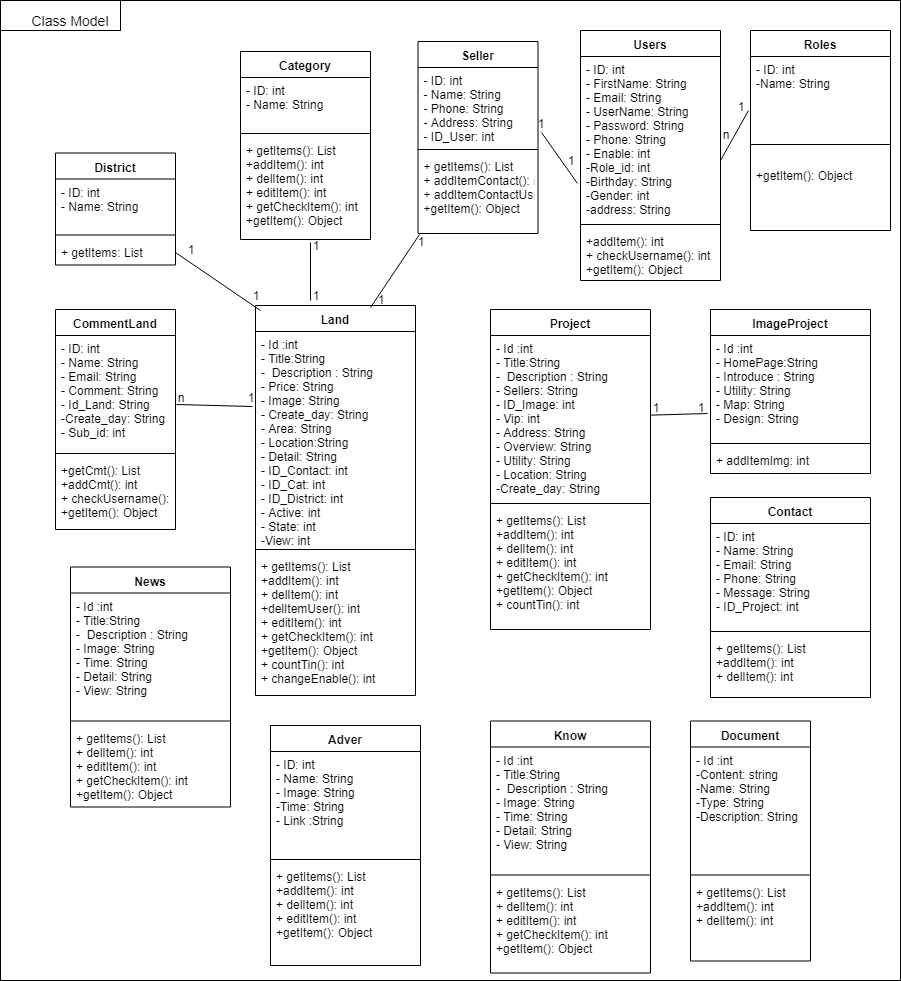 Class Model
Category
- ID: int
- Name: String
+ getItems(): List
+addItem(): int
+ delItem(): int
+ editItem(): int
+ getCheckItem(): int
+getItem(): Object
Seller
- ID: int
- Name: String
- Phone: String
- Address: String
- ID_User: int
+ getItems(): List
+ addItemContact(): i
+ addItemContactUs
+getItem(): Object
Users
- ID: int
- FirstName: String
- Email: String
- UserName: String
- Password: String
- Phone: String
- Enable: int
-Role_id: int
-Birthday: String
-Gender: int
-address: String
+addItem(): int
+ checkUsername(): int
+getItem(): Object
Roles
- ID: int
-Name: String
+getItem(): Object
1
n
1
1
District
- ID: int
- Name: String
+ getItems: List
1
1
1
1
1
1
CommentLand
- ID: int
- Name: String
- Email: String
- Comment: String
- Id_Land: String
-Create_day: String
- Sub_id: int
+getCmt(): List
+addCmt(): int
+ checkUsername():
+getItem(): Object
n
1
Land
- Id :int
- Title:String
-  Description : String
- Price: String
- Image: String
- Create_day: String
- Area: String
- Location:String
- Detail: String
- ID_Contact: int
- ID_Cat: int
- ID_District: int
- Active: int
- State: int
-View: int
+ getItems(): List
+addItem(): int
+ delItem(): int
+delItemUser(): int
+ editItem(): int
+ getCheckItem(): int
+getItem(): Object
+ countTin(): int
+ changeEnable(): int
Project
- Id :int
- Title:String
-  Description : String
- Sellers: String
- ID_Image: int
- Vip: int
- Address: String
- Overview: String
- Utility: String
- Location: String
-Create_day: String
+ getItems(): List
+addItem(): int
+ delItem(): int
+ editItem(): int
+ getCheckItem(): int
+getItem(): Object
+ countTin(): int
1
1
ImageProject
- Id :int
- HomePage:String
- Introduce : String
- Utility: String
- Map: String
- Design: String
+ addItemImg: int
Contact
- ID: int
- Name: String
- Email: String
- Phone: String
- Message: String
- ID_Project: int
+ getItems(): List
+addItem(): int
+ delItem(): int
News
- Id :int
- Title:String
-  Description : String
- Image: String
- Time: String
- Detail: String
- View: String
+ getItems(): List
+ delItem(): int
+ editItem(): int
+ getCheckItem(): int
+getItem(): Object
Adver
- ID: int
- Name: String
- Image: String
-Time: String
- Link :String
+ getItems(): List
+addItem(): int
+ delItem(): int
+ editItem(): int
+getItem(): Object
Know
- Id :int
- Title:String
-  Description : String
- Image: String
- Time: String
- Detail: String
- View: String
+ getItems(): List
+ delItem(): int
+ editItem(): int
+ getCheckItem(): int
+getItem(): Object
Document
- Id :int
-Content: string
-Name: String
-Type: String
-Description: String
+ getItems(): List
+addItem(): int
+ delItem(): int